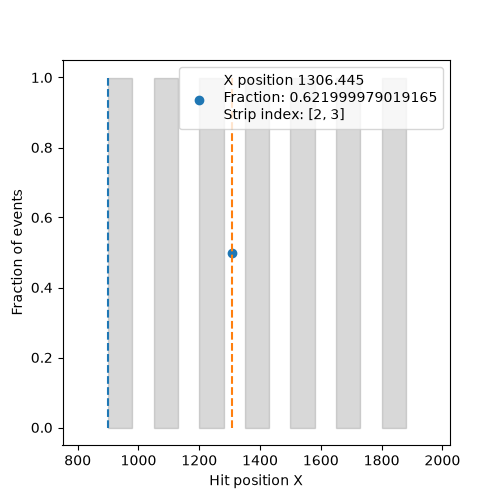 X position 1306.445
Fraction: 0.621999979019165
Strip index: [2, 3]
1.0
0.8
0.6
0.4
0.2
0.0
Fraction of events
800 1000 1200 1400 1600 1800 2000
Hit position X